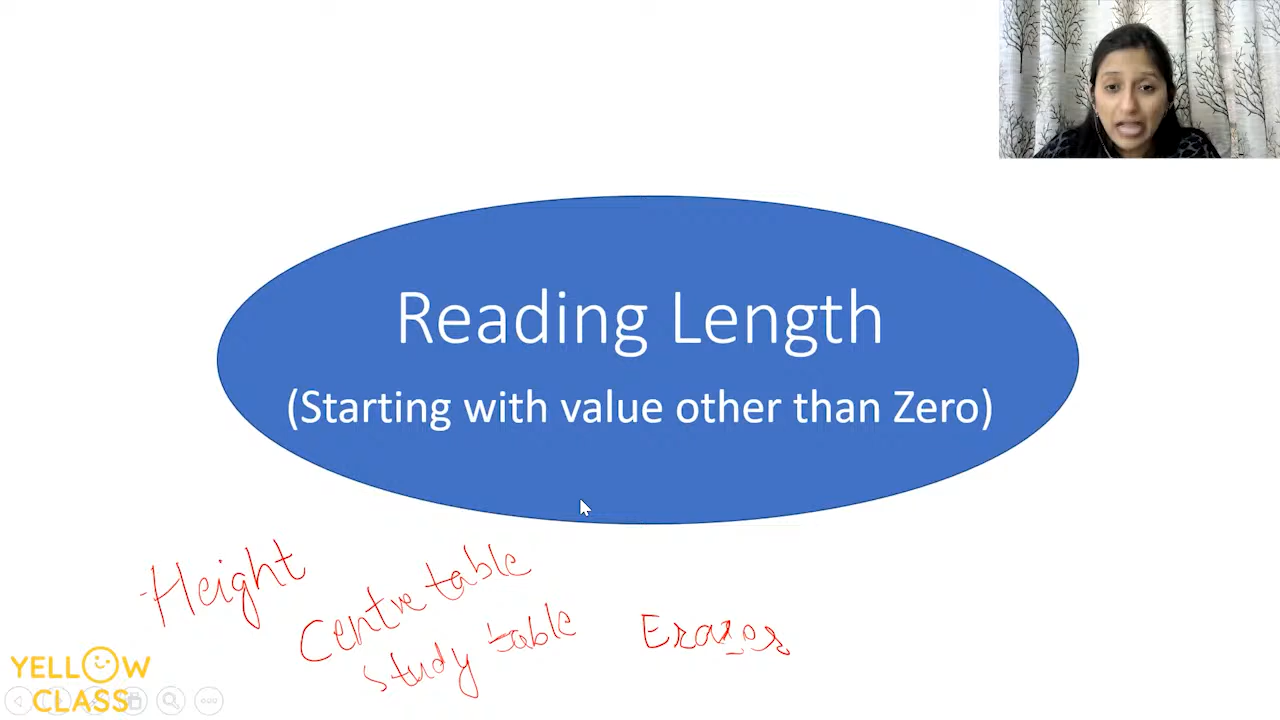 Reading Length
(Starting with value other than Zero)
Height
Centre table
study table
Eraser
YELLOW
CLASS